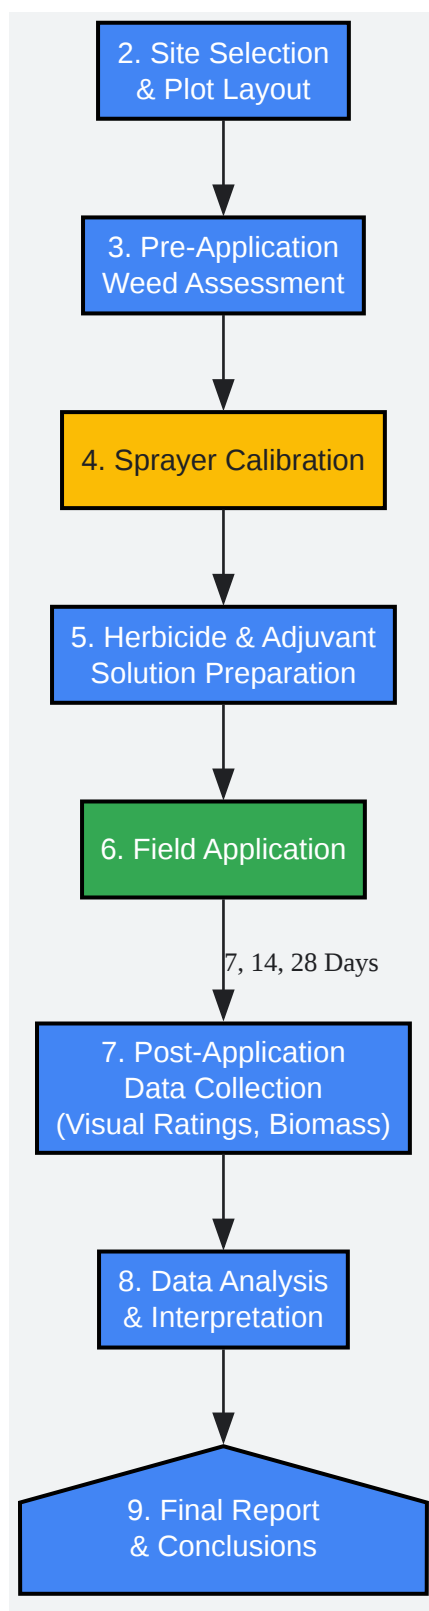 2. Site Selection
& Plot Layout
3. Pre-Application
Weed Assessment
4. Sprayer Calibration
5. Herbicide & Adjuvant
Solution Preparation
6. Field Application
7, 14, 28 Days
7. Post-Application
Data Collection
(Visual Ratings, Biomass)
8. Data Analysis
& Interpretation
9. Final Report
& Conclusions